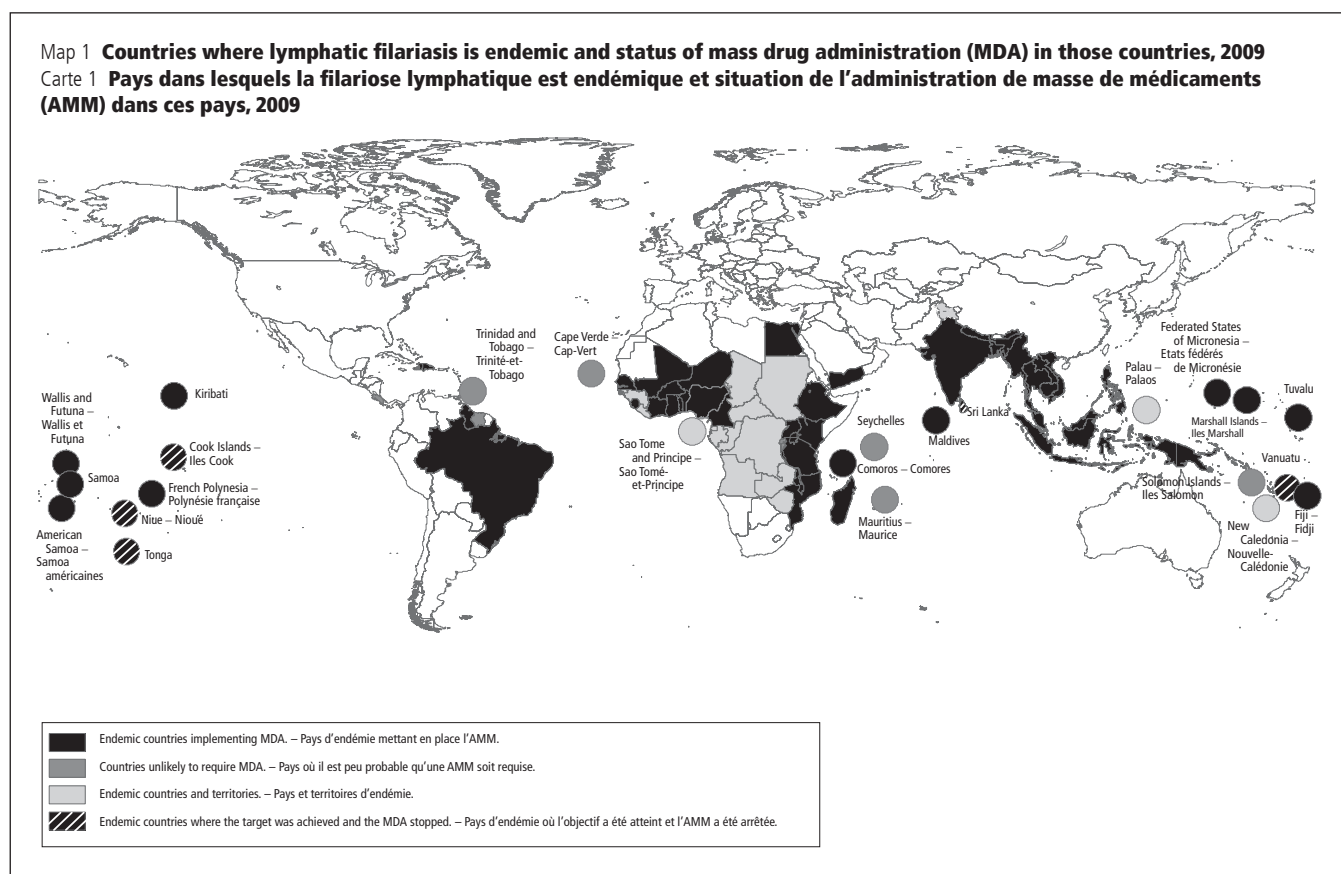 Map 1 Countries where lymphatic filariasis is endemic and status of mass drug administration (MDA) in those countries, 2009
Carte 1 Pays dans lesquels la filariose lymphatique est endémique et situation de l'administration de masse de médicaments
(AMM) dans ces pays, 2009
Trinidad and
Tobago –
Trinité-et-
Tobago
Cape Verde –
Cap-Vert
Federated States
of Micronesia –
Etats fédérés
de Micronésie
Palau –
Palaos
Tuvalu
Kiribati
Wallis and
Futuna –
Wallis et
Futuna
Marshall Islands –
Iles Marshall
Sri Lanka
Seychelles
Maldives
Sao Tome
and Principe –
Sao Tomé-
et-Principe
Cook Islands –
Iles Cook
Vanuatu
Comoros – Comores
Samoa
Solomon Islands –
Iles Salomon
French Polynesia –
Polynésie française
Niue – Nioué
Mauritius –
Maurice
Fiji –
Fidji
New
Caledonia –
Nouvelle-
Calédonie
American
Samoa –
Samoa
américaines
Tonga
Endemic countries implementing MDA. – Pays d'endémie mettant en place l'AMM.
Countries unlikely to require MDA. – Pays où il est peu probable qu'une AMM soit requise.
Endemic countries and territories. – Pays et territoires d'endémie.
Endemic countries where the target was achieved and the MDA stopped. – Pays d'endémie où l'objectif a été atteint et l'AMM a été arrêtée.